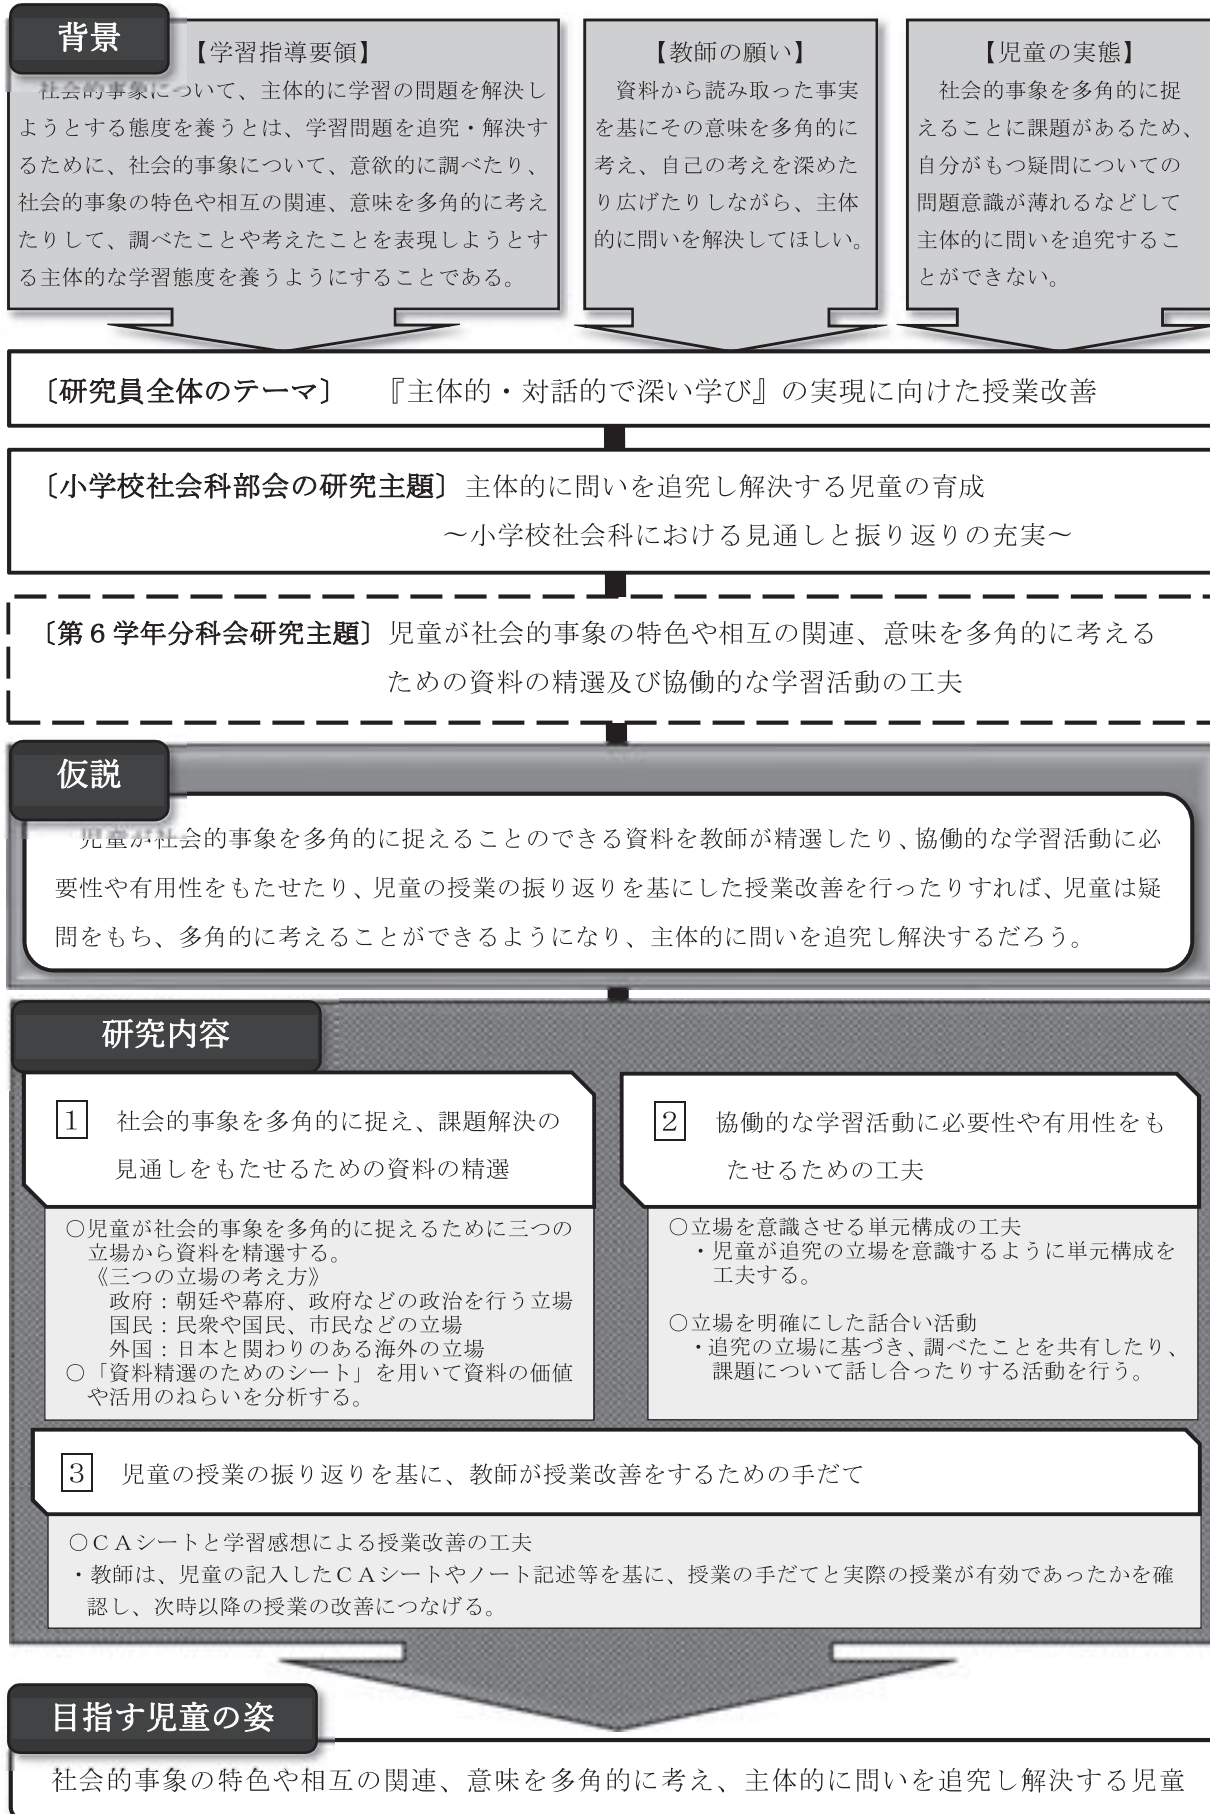 背景
【学習指導要領】
社会的事象について、主体的に学習の問題を解決し
ようとする態度を養うとは、学習問題を追究・解決す
るために、社会的事象について、意欲的に調べたり、
社会的事象の特色や相互の関連、意味を多角的に考え
たりして、調べたことや考えたことを表現しようとす
る主体的な学習態度を養うようにすることである。
【教師の願い】
資料から読み取った事実
を基にその意味を多角的に
考え、自己の考えを深めた
り広げたりしながら、主体
的に問いを解決してほしい。
【児童の実態】
社会的事象を多角的に捉
えることに課題があるため、
自分がもつ疑問についての
問題意識が薄れるなどして
主体的に問いを追究するこ
とができない。
〔研究員全体のテーマ〕 『主体的・対話的で深い学び』の実現に向けた授業改善
〔小学校社会科部会の研究主題〕主体的に問いを追究し解決する児童の育成
～小学校社会科における見通しと振り返りの充実～
〔第6学年分科会研究主題〕児童が社会的事象の特色や相互の関連、意味を多角的に考える
ための資料の精選及び協働的な学習活動の工夫
仮説
児童が社会的事象を多角的に捉えることのできる資料を教師が精選したり、協働的な学習活動に必
要性や有用性をもたせたり、児童の授業の振り返りを基にした授業改善を行ったりすれば、児童は疑
問をもち、多角的に考えることができるようになり、主体的に問いを追究し解決するだろう。
研究内容
1 社会的事象を多角的に捉え、課題解決の
見通しをもたせるための資料の精選
○児童が社会的事象を多角的に捉えるために三つの
立場から資料を精選する。
《三つの立場の考え方》
政府：朝廷や幕府、政府などの政治を行う立場
国民：民衆や国民、市民などの立場
外国：日本と関わりのある海外の立場
○「資料精選のためのシート」を用いて資料の価値
や活用のねらいを分析する。
2 協働的な学習活動に必要性や有用性をも
たせるための工夫
○立場を意識させる単元構成の工夫
・児童が追究の立場を意識するように単元構成を
工夫する。
○立場を明確にした話合い活動
・追究の立場に基づき、調べたことを共有したり、
課題について話し合ったりする活動を行う。
3 児童の授業の振り返りを基に、教師が授業改善をするための手だて
○CAシートと学習感想による授業改善の工夫
・教師は、児童の記入したCAシートやノート記述等を基に、授業の手だてと実際の授業が有効であったかを確
認し、次時以降の授業の改善につなげる。
目指す児童の姿
社会的事象の特色や相互の関連、意味を多角的に考え、主体的に問いを追究し解決する児童